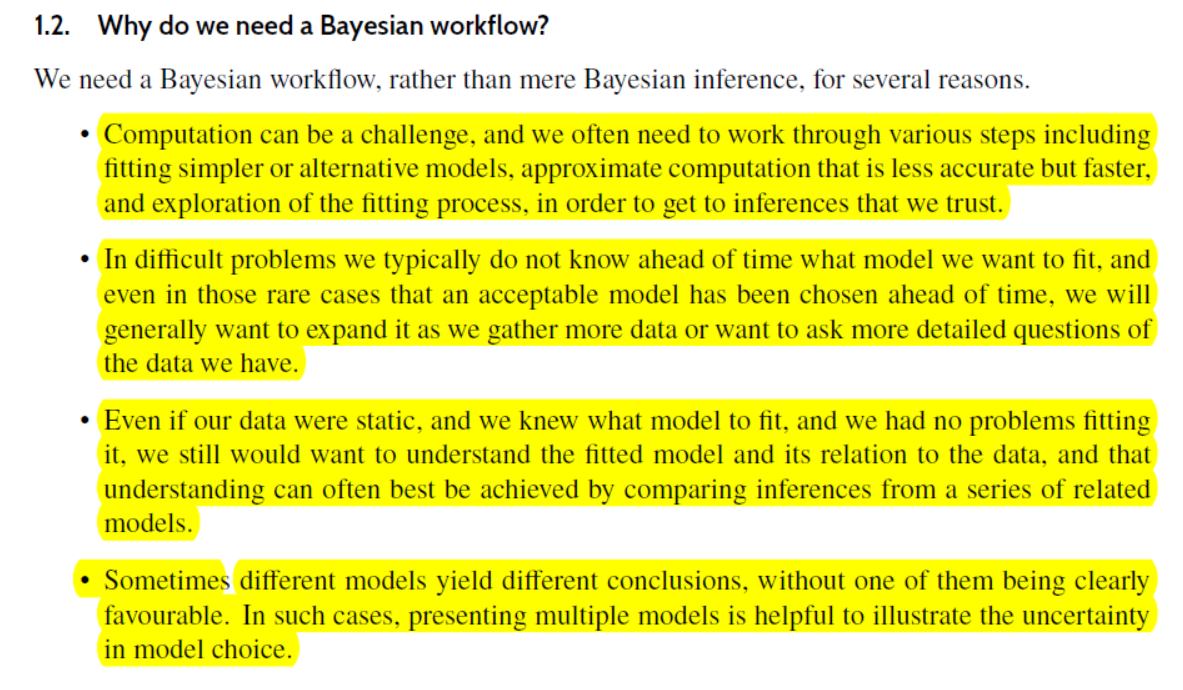 1.2. Why do we need a Bayesian workflow?
We need a Bayesian workflow, rather than mere Bayesian inference, for several reasons.
• Computation can be a challenge, and we often need to work through various steps including
fitting simpler or alternative models, approximate computation that is less accurate but faster,
and exploration of the fitting process, in order to get to inferences that we trust.
• In difficult problems we typically do not know ahead of time what model we want to fit, and
even in those rare cases that an acceptable model has been chosen ahead of time, we will
generally want to expand it as we gather more data or want to ask more detailed questions of
the data we have.
• Even if our data were static, and we knew what model to fit, and we had no problems fitting
it, we still would want to understand the fitted model and its relation to the data, and that
understanding can often best be achieved by comparing inferences from a series of related
models.
• Sometimes different models yield different conclusions, without one of them being clearly
favourable. In such cases, presenting multiple models is helpful to illustrate the uncertainty
in model choice.